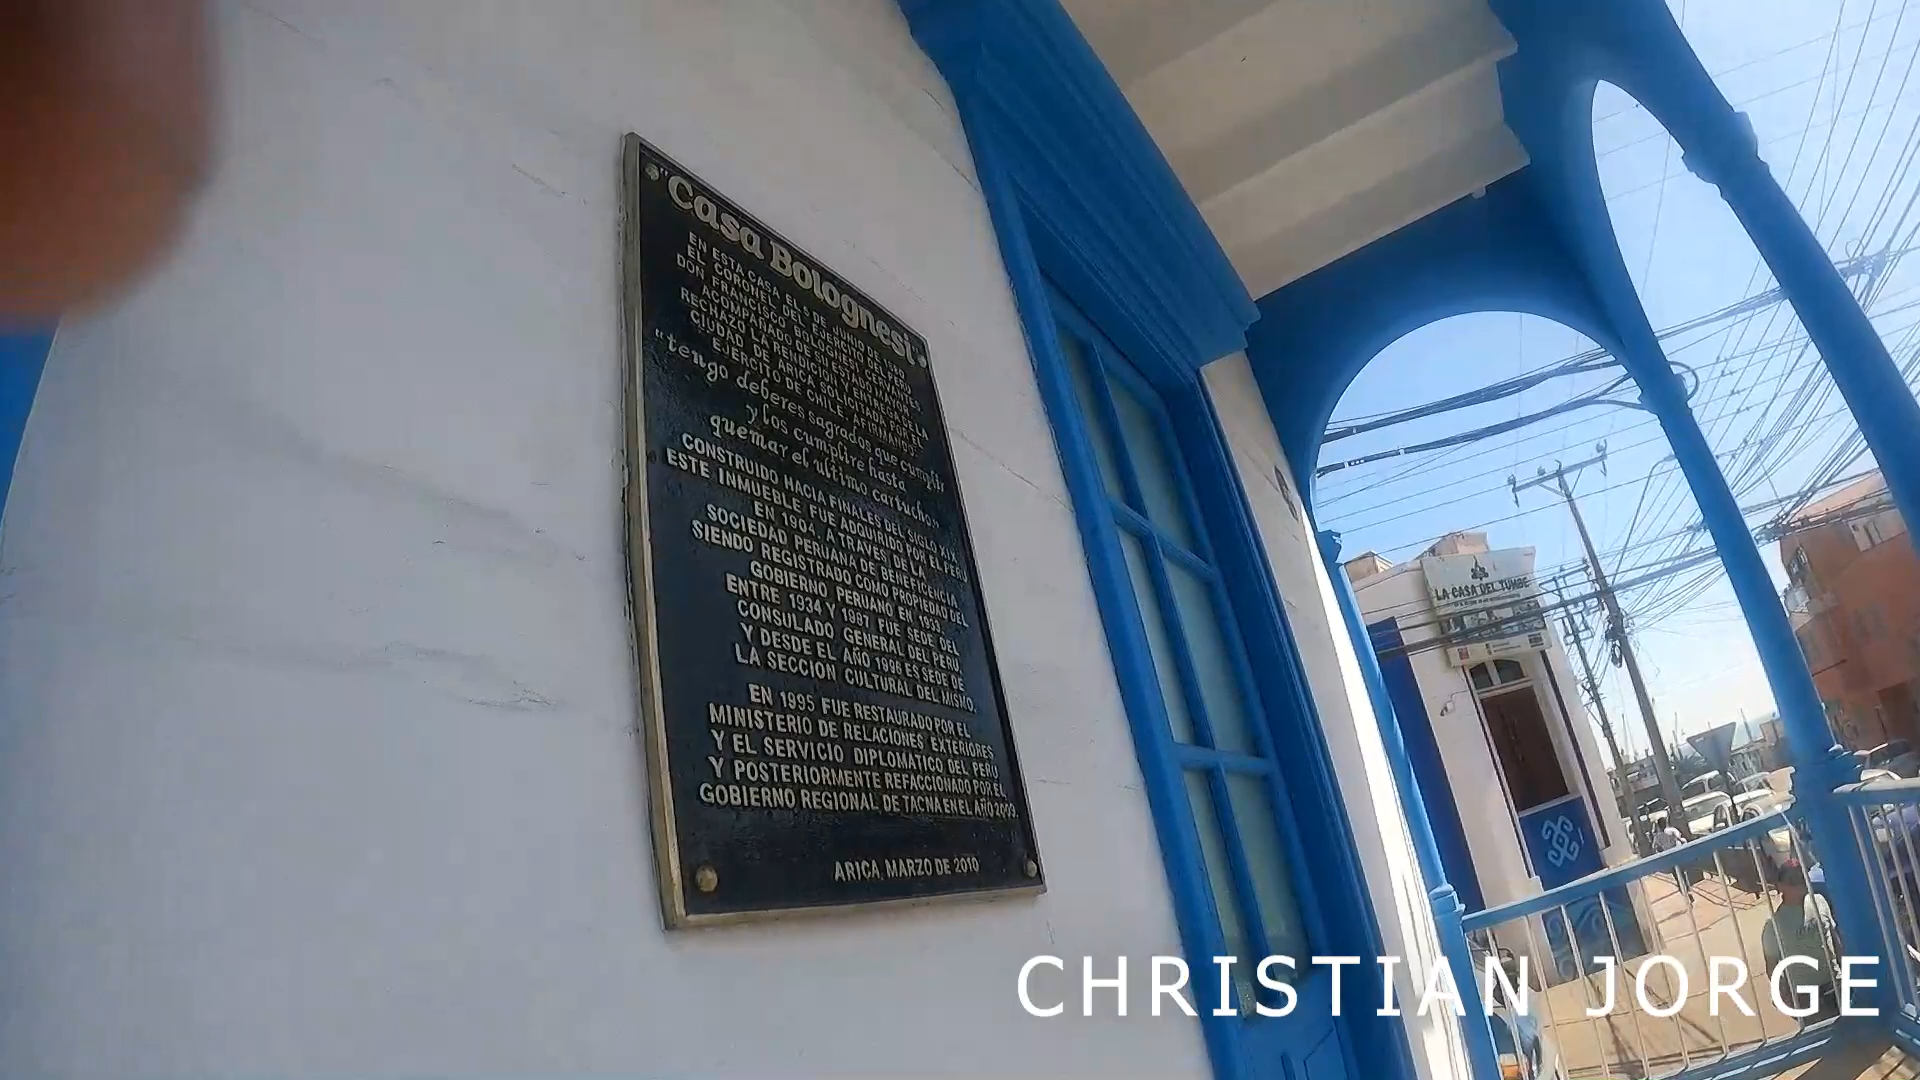 "Casa Bolognesi"
EN ESTA CASA EL 5 DE JUNIO DE 1880
EL CORONEL DEL EJERCITO DEL PERU
DON FRANCISCO BOLOGNESI CERVANTES,
ACOMPAÑADO DE SU ESTADO MAYOR,
RECHAZO LA RENDICION Y ENTREGA DE LA
CIUDAD DE ARICA SOLICITADAS POR EL
EJERCITO DE CHILE, AFIRMANDO:
"tengo deberes sagrados que cumplir
y los cumplire hasta
quemar el ultimo cartucho"
CONSTRUIDO HACIA FINALES DEL SIGLO XIX,
ESTE INMUEBLE FUE ADQUIRIDO POR EL PERU
EN 1904, A TRAVES DE LA
SOCIEDAD PERUANA DE BENEFICENCIA,
SIENDO REGISTRADO COMO PROPIEDAD DEL
GOBIERNO PERUANO EN 1933.
ENTRE 1934 Y 1987 FUE SEDE DEL
CONSULADO GENERAL DEL PERU,
Y DESDE EL AÑO 1996 ES SEDE DE
LA SECCION CULTURAL DEL MISMO.
EN 1995 FUE RESTAURADO POR EL
MINISTERIO DE RELACIONES EXTERIORES
Y EL SERVICIO DIPLOMATICO DEL PERU
Y POSTERIORMENTE REFACCIONADO POR EL
GOBIERNO REGIONAL DE TACNA EN EL AÑO 2009.
ARICA, MARZO DE 2010
LA CASA DEL TUMBE
CHRISTIAN JORGE